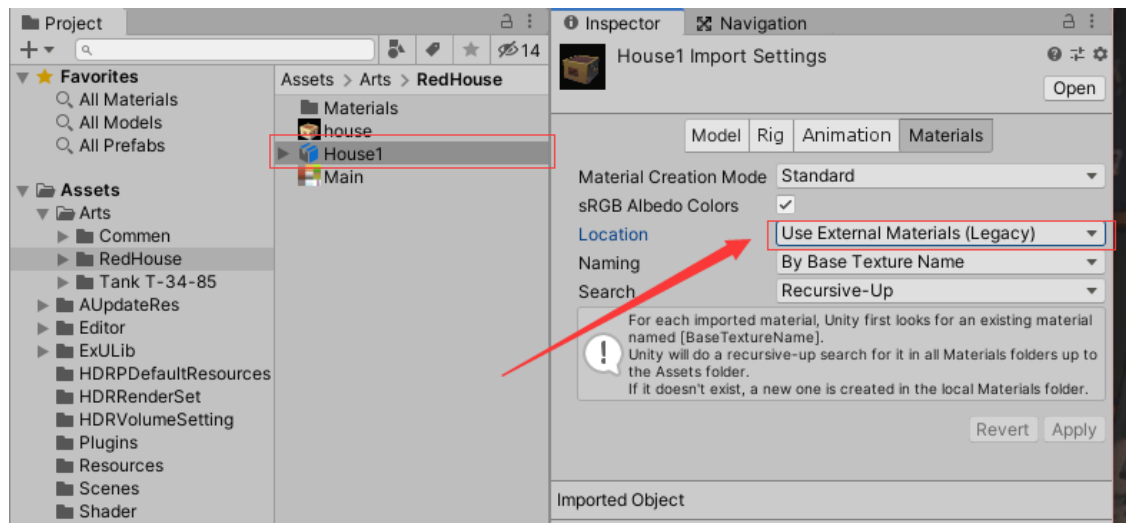 Project
14
Favorites
All Materials
All Models
All Prefabs
Assets
Arts
Commen
RedHouse
Tank T-34-85
AUpdateRes
Editor
ExULib
HDRPDefaultResources
HDRRenderSet
HDRVolumeSetting
Plugins
Resources
Scenes
Shader
Assets > Arts > RedHouse
Materials
house
House1
Main
Inspector
Navigation
House1 Import Settings
Open
Model Rig Animation Materials
Material Creation Mode Standard
sRGB Albedo Colors
Location Use External Materials (Legacy)
Naming By Base Texture Name
Search Recursive-Up
For each imported material, Unity first looks for an existing material
named [BaseTextureName].
Unity will do a recursive-up search for it in all Materials folders up to
the Assets folder.
If it doesn't exist, a new one is created in the local Materials folder.
Revert Apply
Imported Object